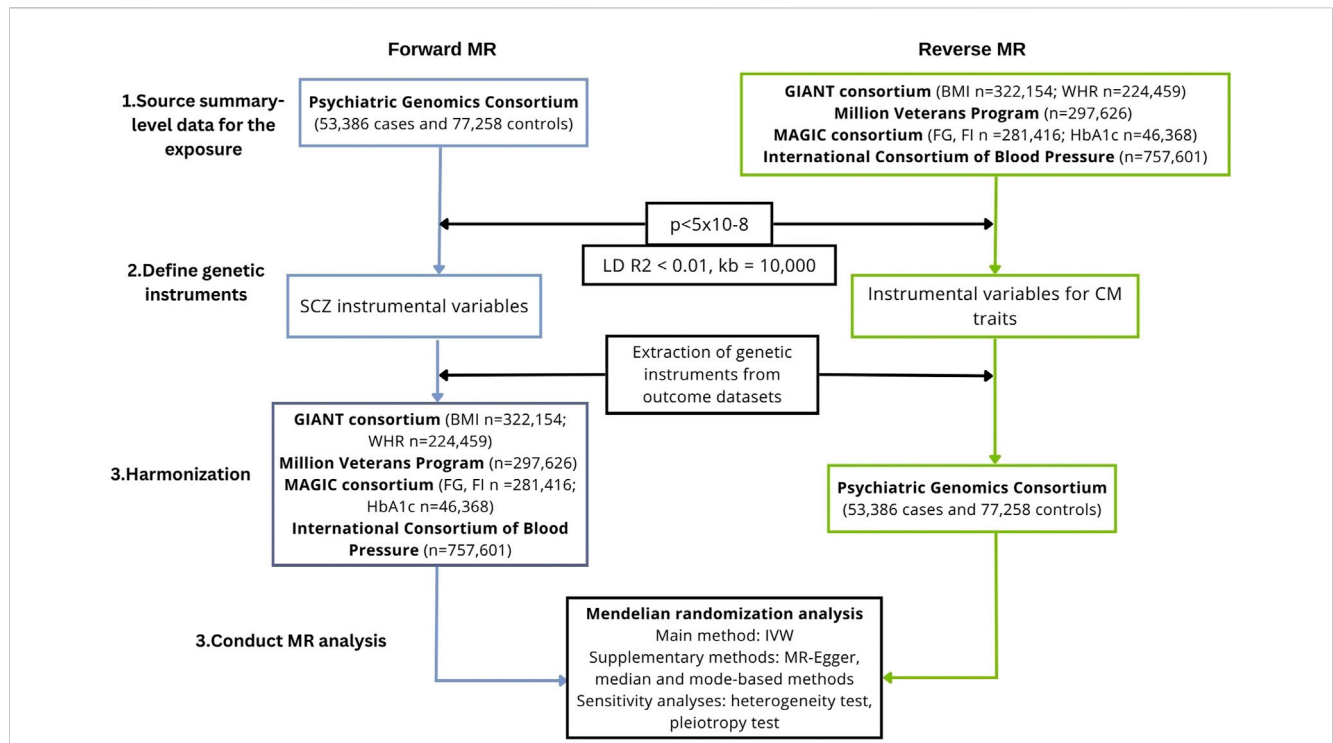 Forward MR
Reverse MR
1.Source summary-
level data for the
exposure
Psychiatric Genomics Consortium
(53,386 cases and 77,258 controls)
GIANT consortium (BMI n=322,154; WHR n=224,459)
Million Veterans Program (n=297,626)
MAGIC consortium (FG, FI n =281,416; HbA1c n=46,368)
International Consortium of Blood Pressure (n=757,601)
p<5x10-8
LD R2 < 0.01, kb = 10,000
2.Define genetic
instruments
SCZ instrumental variables
Instrumental variables for CM
traits
Extraction of genetic
instruments from
outcome datasets
3.Harmonization
GIANT consortium (BMI n=322,154;
WHR n=224,459)
Million Veterans Program (n=297,626)
MAGIC consortium (FG, FI n =281,416;
HbA1c n=46,368)
International Consortium of Blood
Pressure (n=757,601)
Psychiatric Genomics Consortium
(53,386 cases and 77,258 controls)
3.Conduct MR analysis
Mendelian randomization analysis
Main method: IVW
Supplementary methods: MR-Egger,
median and mode-based methods
Sensitivity analyses: heterogeneity test,
pleiotropy test